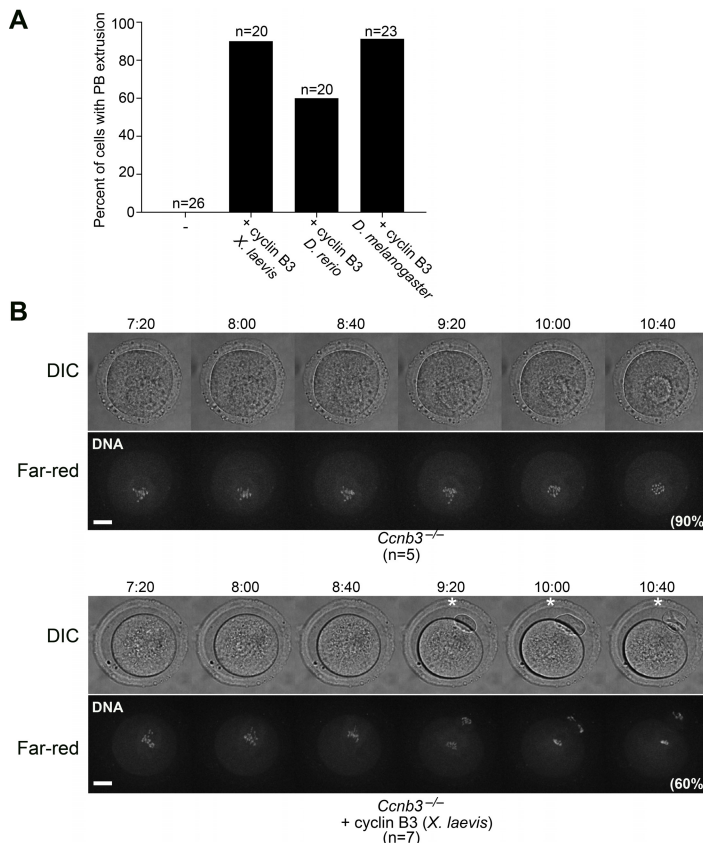 A
Percent of cells with PB extrusion
100
80
60
40
20
0
n=26
n=20
n=20
n=23
-
+ cyclin B3
X. laevis
+ cyclin B3
D. rerio
+ cyclin B3
D. melanogaster
B
7:20 8:00 8:40 9:20 10:00 10:40
DIC
DNA
Far-red
(90%
Ccnb3 –/–
(n=5)
7:20 8:00 8:40 9:20 10:00 10:40
* * *
DIC
DNA
Far-red
(60%
Ccnb3 –/–
+ cyclin B3 (X. laevis)
(n=7)